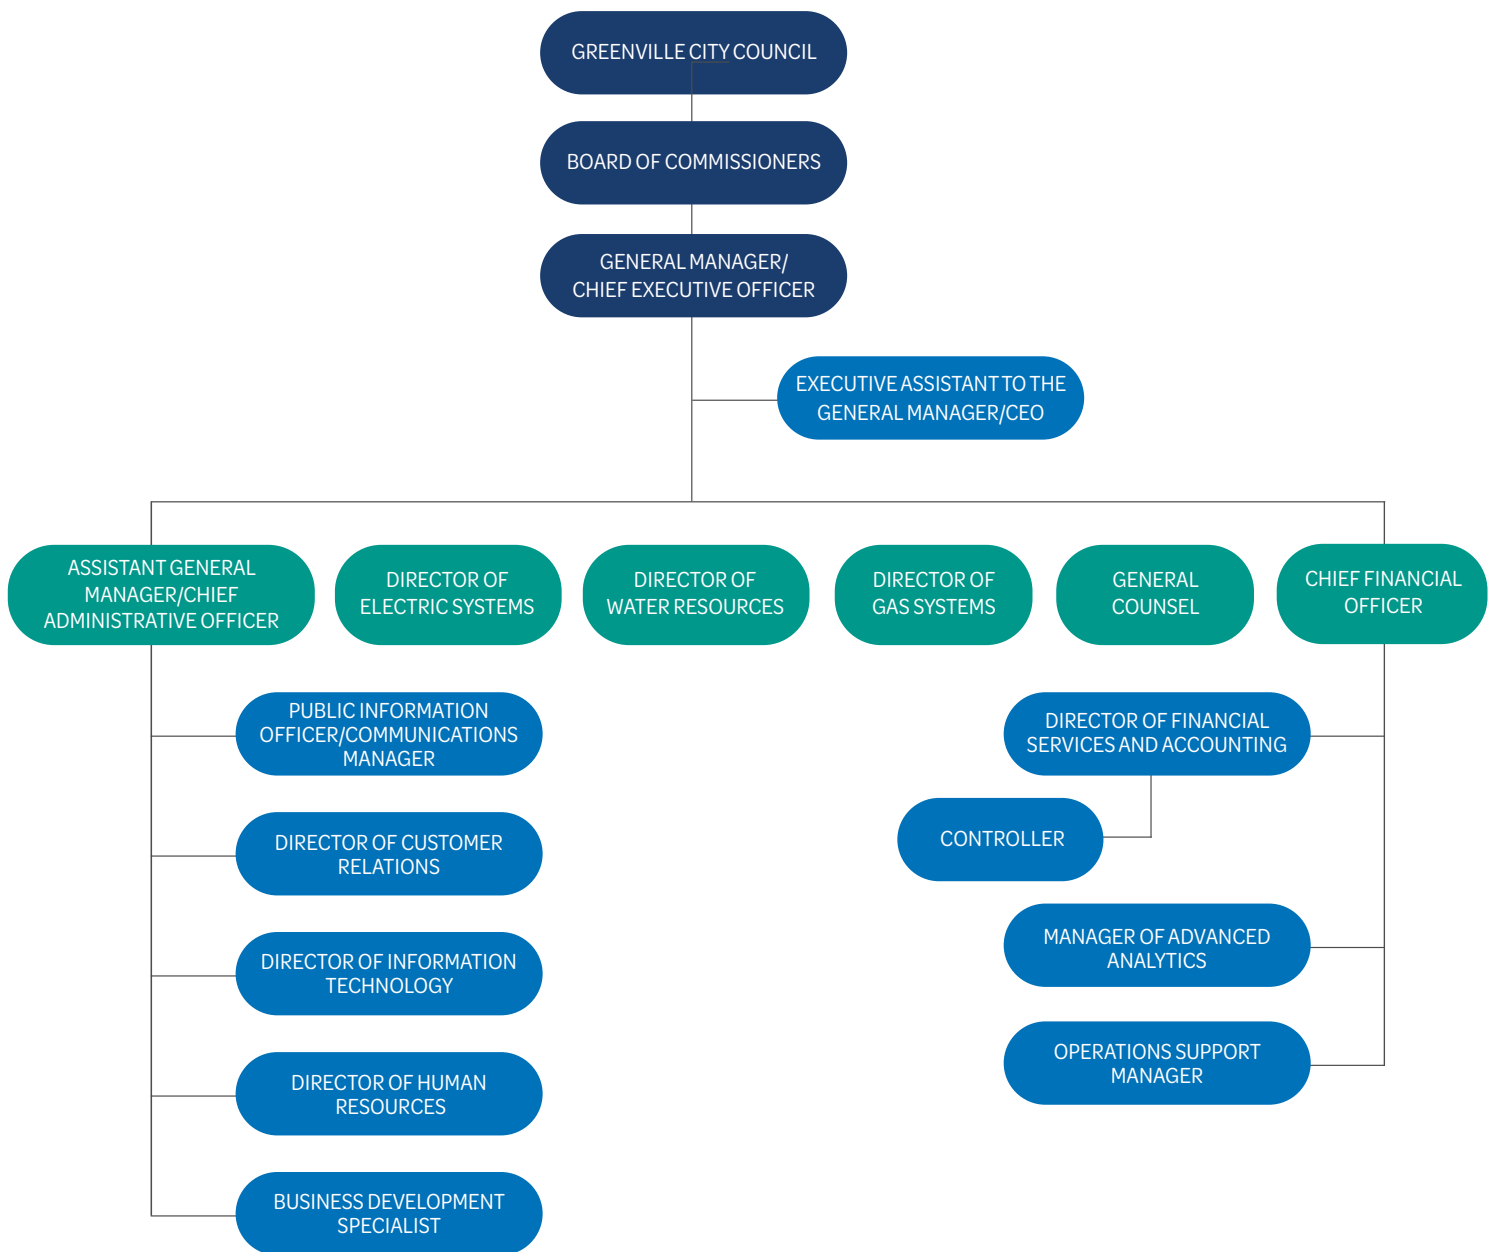 GREENVILLE CITY COUNCIL
BOARD OF COMMISSIONERS
GENERAL MANAGER/
CHIEF EXECUTIVE OFFICER
EXECUTIVE ASSISTANT TO THE
GENERAL MANAGER/CEO
ASSISTANT GENERAL
MANAGER/CHIEF
ADMINISTRATIVE OFFICER
DIRECTOR OF
ELECTRIC SYSTEMS
DIRECTOR OF
WATER RESOURCES
DIRECTOR OF
GAS SYSTEMS
GENERAL
COUNSEL
CHIEF FINANCIAL
OFFICER
PUBLIC INFORMATION
OFFICER/COMMUNICATIONS
MANAGER
DIRECTOR OF CUSTOMER
RELATIONS
DIRECTOR OF INFORMATION
TECHNOLOGY
DIRECTOR OF HUMAN
RESOURCES
BUSINESS DEVELOPMENT
SPECIALIST
DIRECTOR OF FINANCIAL
SERVICES AND ACCOUNTING
CONTROLLER
MANAGER OF ADVANCED
ANALYTICS
OPERATIONS SUPPORT
MANAGER